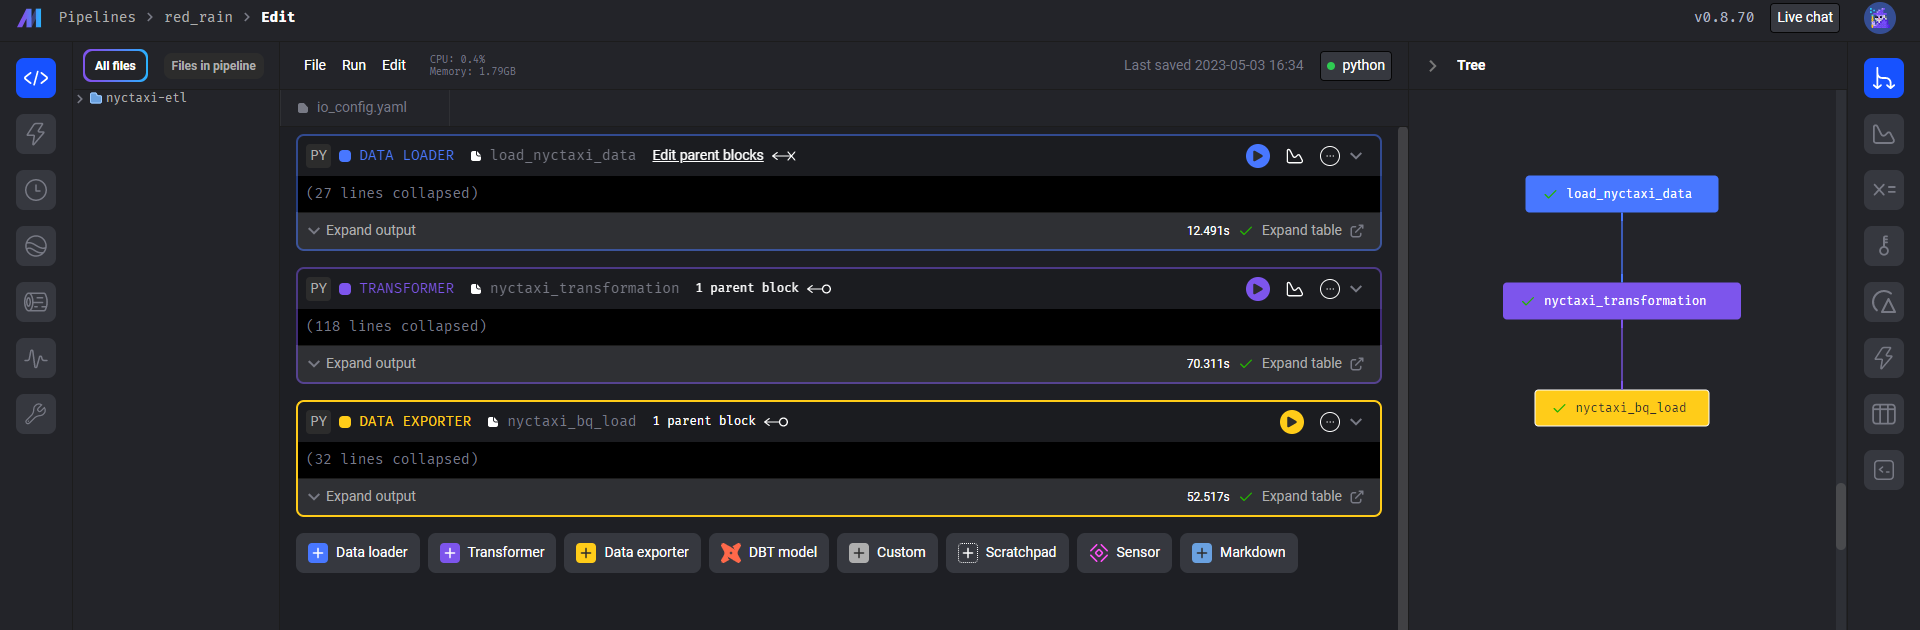 Pipelines > red_rain > Edit
v0.8.70 Live chat
All files Files in pipeline
nyctaxi-etl
File Run Edit
CPU: 0.4%
Memory: 1.79GB
Last saved 2023-05-03 16:34 python
Tree
io_config.yaml
PY DATA LOADER load_nyctaxi_data Edit parent blocks
(27 lines collapsed)
Expand output 12.491s Expand table
PY TRANSFORMER nyctaxi_transformation 1 parent block
(118 lines collapsed)
Expand output 70.311s Expand table
PY DATA EXPORTER nyctaxi_bq_load 1 parent block
(32 lines collapsed)
Expand output 52.517s Expand table
Data loader Transformer Data exporter DBT model Custom Scratchpad Sensor Markdown
load_nyctaxi_data
nyctaxi_transformation
nyctaxi_bq_load